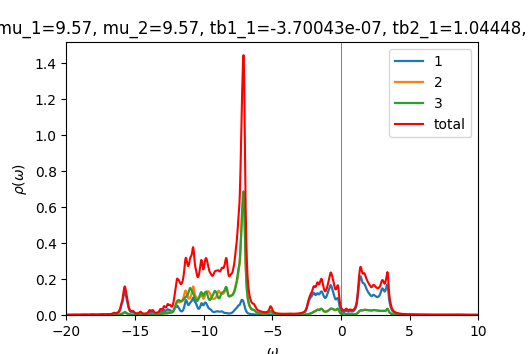 mu_1=9.57, mu_2=9.57, tb1_1=-3.70043e-07, tb2_1=1.04448,
1
2
3
total
ρ(ω)
1.4
1.2
1.0
0.8
0.6
0.4
0.2
0.0
−20 −15 −10 −5 0 5 10
ω